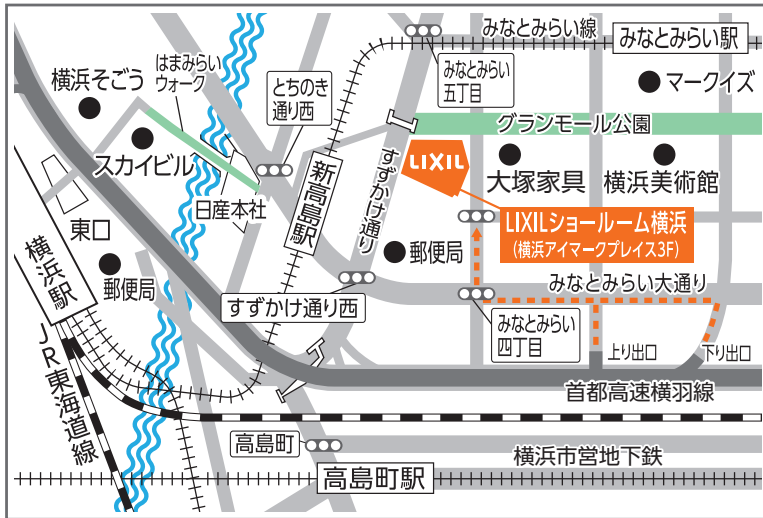 みなとみらい線
みなとみらい駅
はまみらい
ウォーク
横浜そごう
とちのき
通り西
みなとみらい
五丁目
マークイズ
グランモール公園
スカイビル
新高島駅
すずかけ通り
LIXIL
大塚家具
横浜美術館
日産本社
東口
LIXILショールーム横浜
(横浜アイマークプレイス3F)
横浜駅
郵便局
郵便局
みなとみらい大通り
すずかけ通り西
みなとみらい
四丁目
上り出口
下り出口
JR東海道線
首都高速横羽線
高島町
横浜市営地下鉄
高島町駅